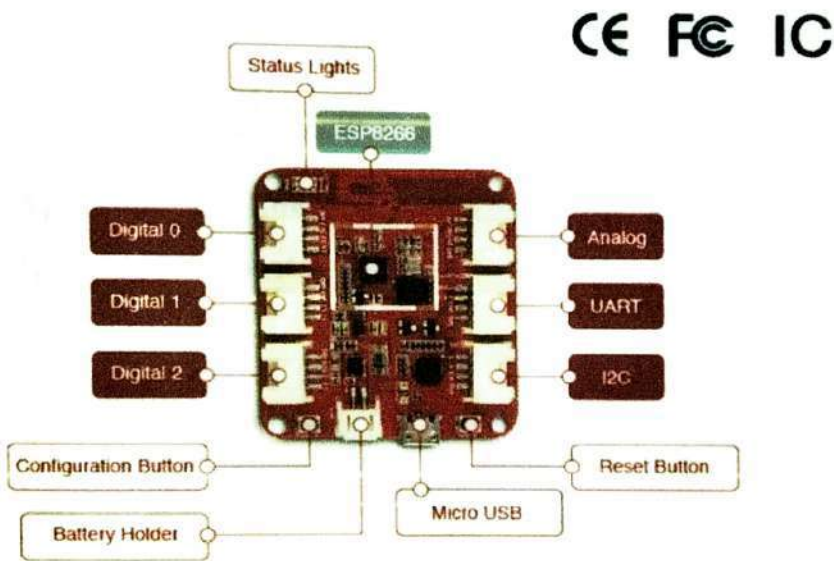 CE FC IC
Status Lights
ESP8266
Digital 0
Analog
Digital 1
UART
Digital 2
I2C
Configuration Button
Reset Button
Micro USB
Battery Holder